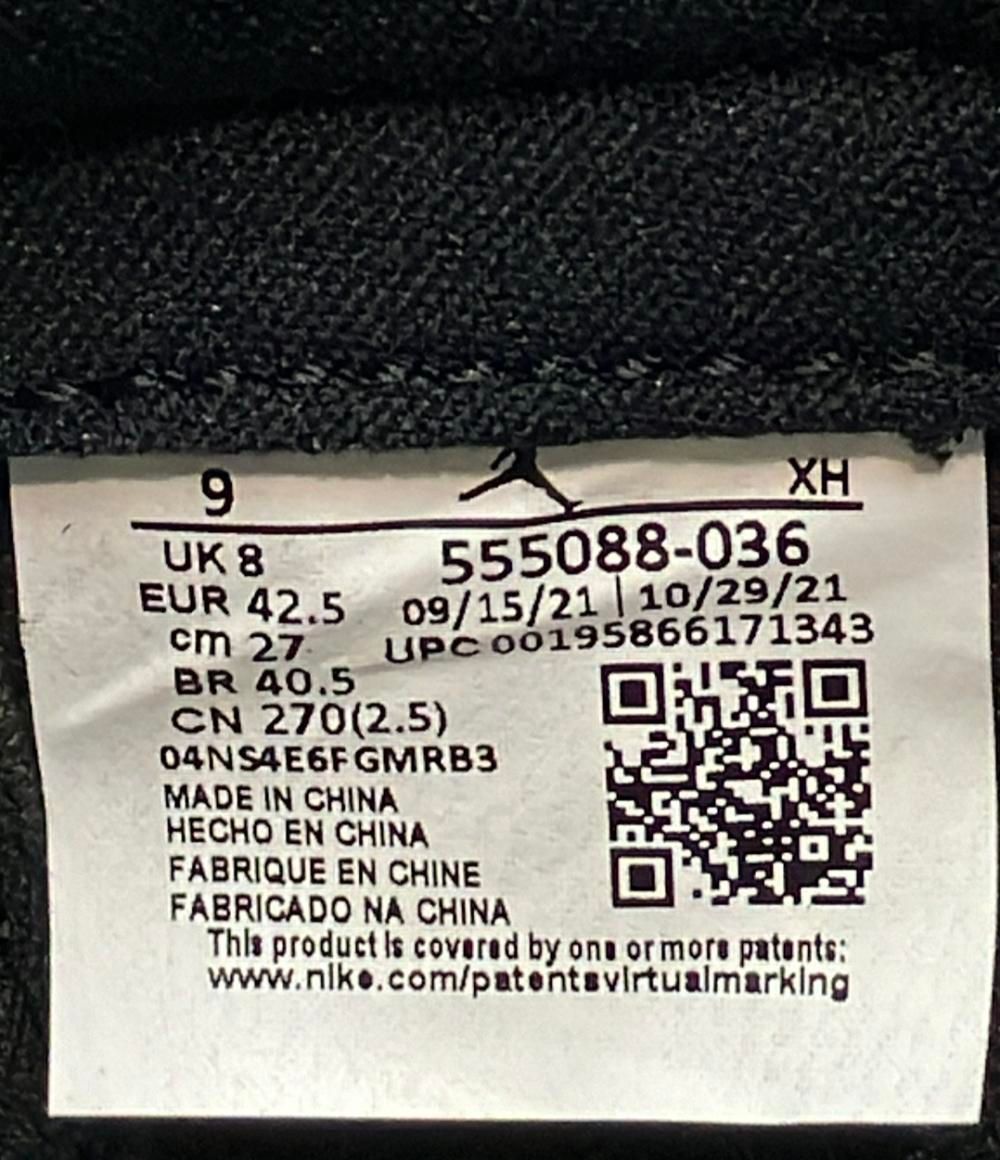 9 XH
UK 8 555088-036
EUR 42.5 09/15/21 | 10/29/21
cm 27 UPC 00195866171343
BR 40.5
CN 270(2.5)
04NS4E6FGMRB3
MADE IN CHINA
HECHO EN CHINA
FABRIQUE EN CHINE
FABRICADO NA CHINA
This product is covered by one or more patents:
www.nike.com/patentsvirtualmarking